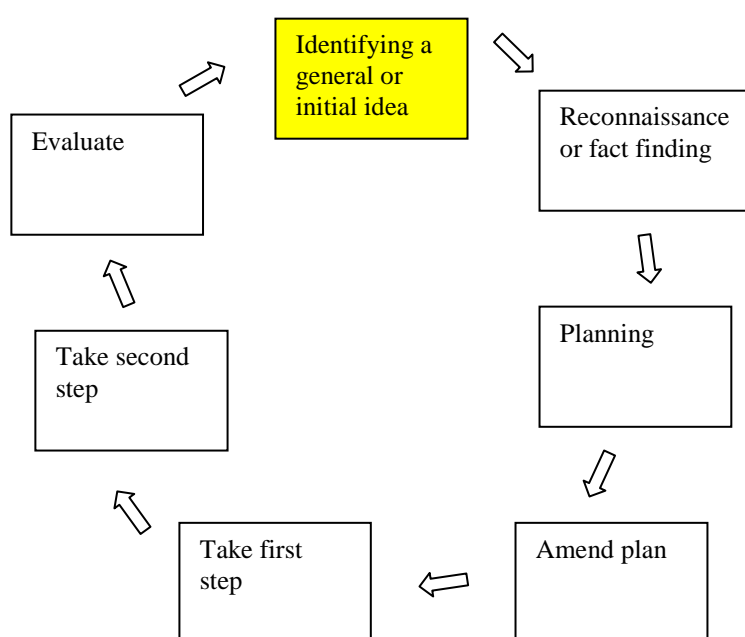 Identifying a
general or
initial idea
Reconnaissance
or fact finding
Planning
Amend plan
Take first
step
Take second
step
Evaluate